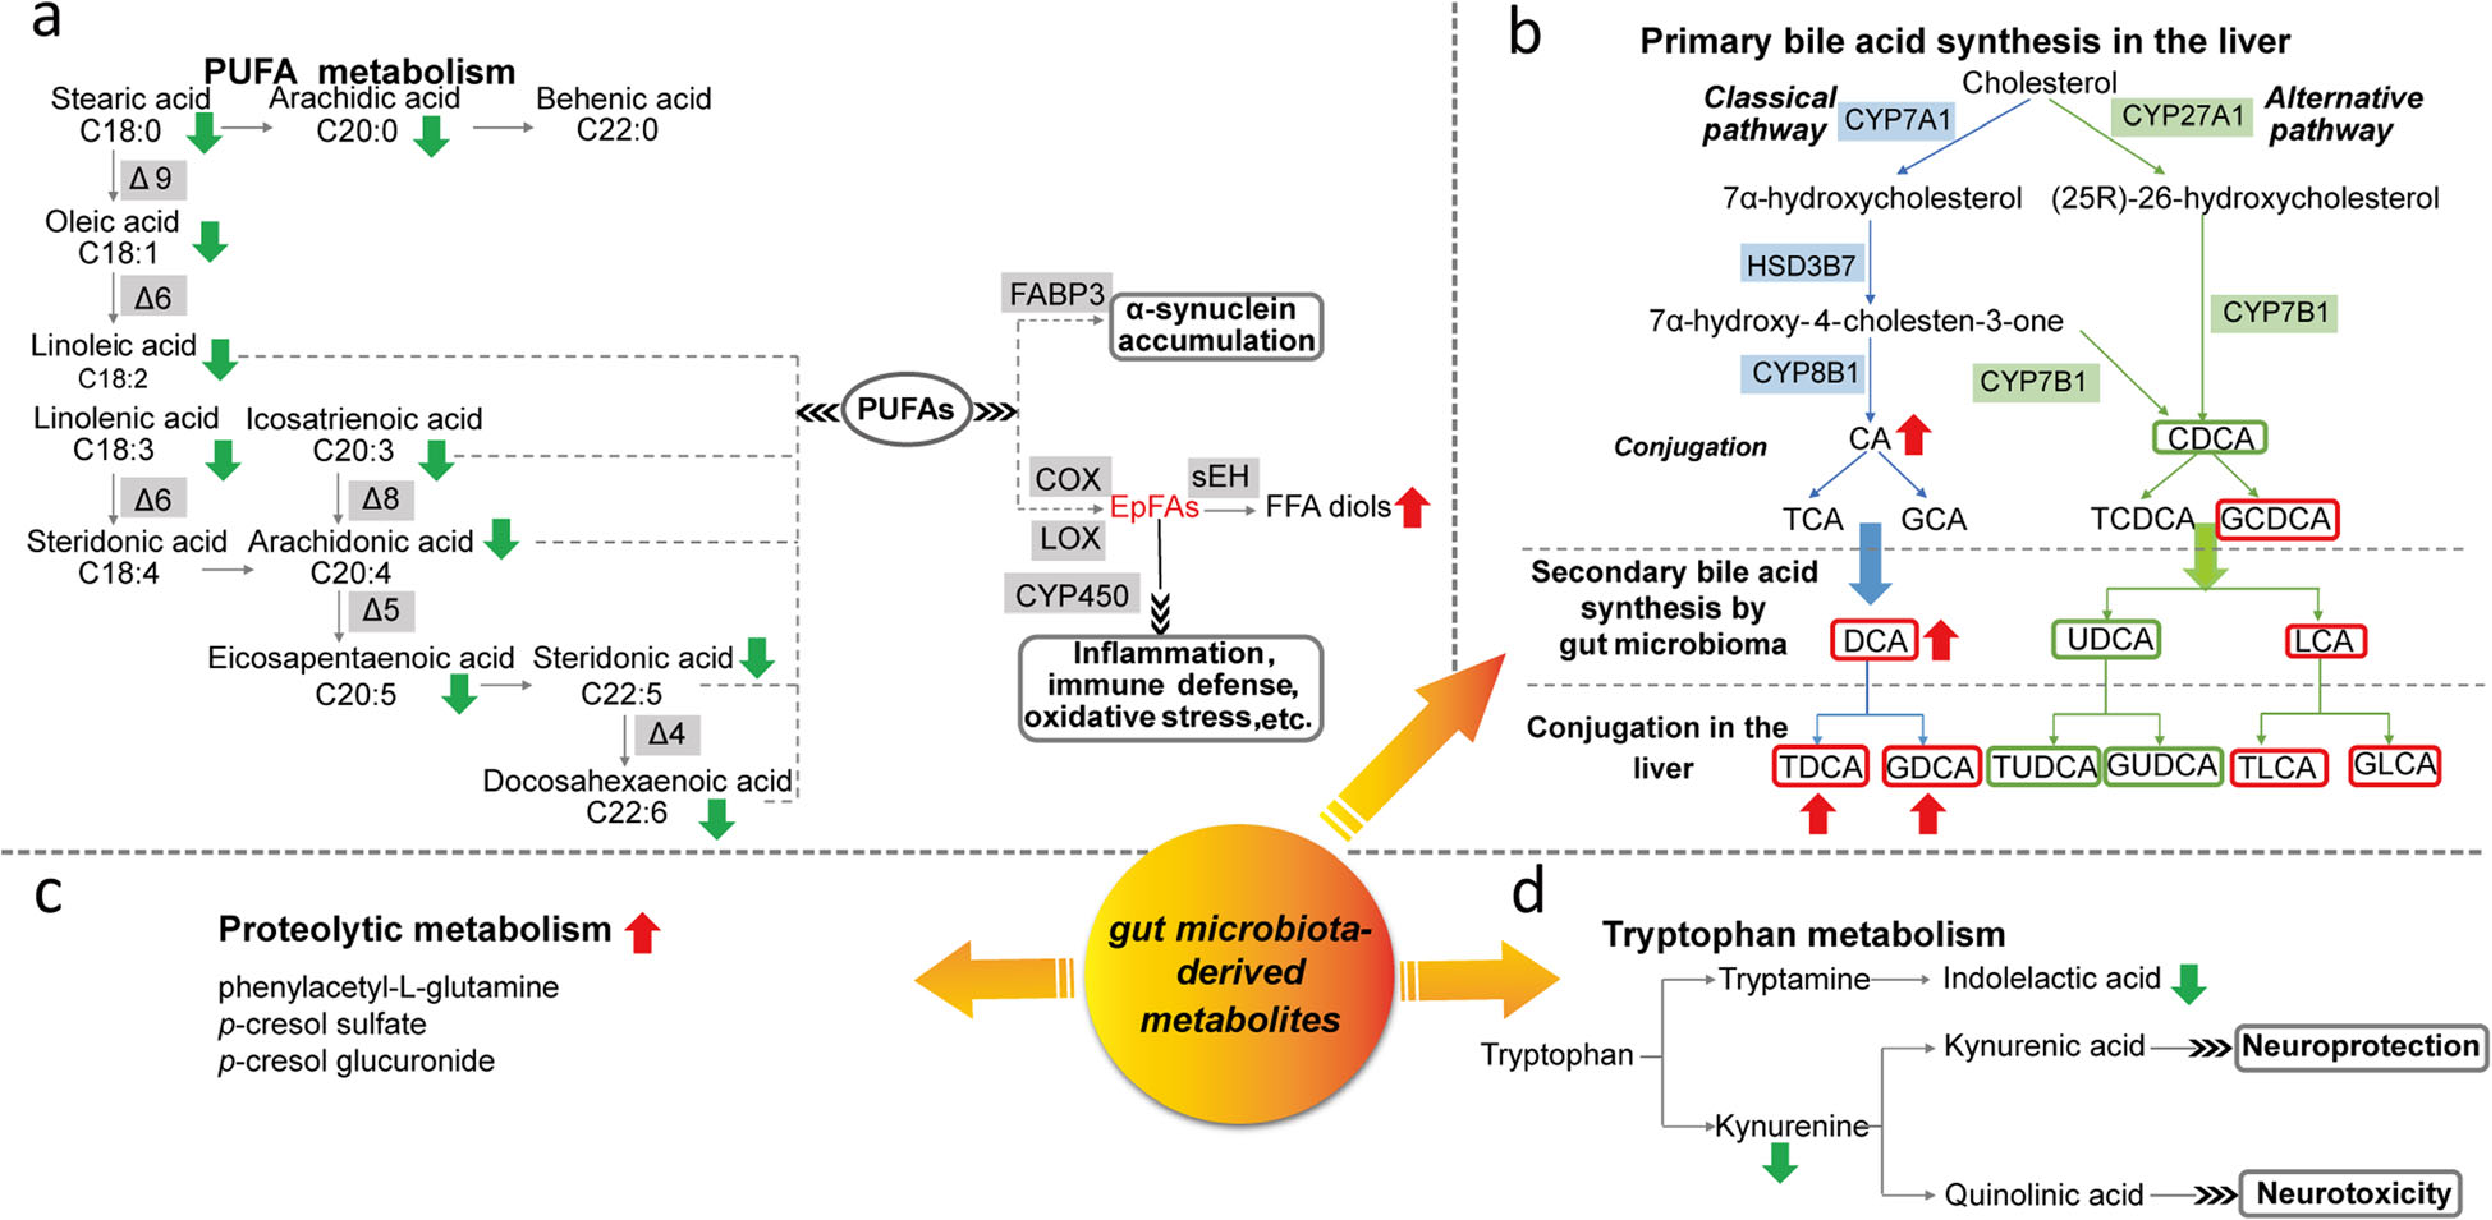 a
PUFA metabolism
Stearic acid
C18:0
Arachidic acid
C20:0
Behenic acid
C22:0
Δ 9
Oleic acid
C18:1
Δ6
Linoleic acid
C18:2
Linolenic acid
C18:3
Icosatrienoic acid
C20:3
Δ6
Δ8
Steridonic acid
C18:4
Arachidonic acid
C20:4
Δ5
Eicosapentaenoic acid
C20:5
Steridonic acid
C22:5
Δ4
Docosahexaenoic acid
C22:6
PUFAs
FABP3
α-synuclein
accumulation
COX
LOX
CYP450
EpFAs
sEH
FFA diols
Inflammation,
immune defense,
oxidative stress,etc.
b
Primary bile acid synthesis in the liver
Cholesterol
Classical
pathway
CYP7A1
CYP27A1
Alternative
pathway
7α-hydroxycholesterol
(25R)-26-hydroxycholesterol
HSD3B7
7α-hydroxy-4-cholesten-3-one
CYP7B1
CYP8B1
CYP7B1
Conjugation
CA
CDCA
TCA
GCA
TCDCA
GCDCA
Secondary bile acid
synthesis by
gut microbioma
DCA
UDCA
LCA
Conjugation in the
liver
TDCA
GDCA
TUDCA
GUDCA
TLCA
GLCA
c
Proteolytic metabolism
phenylacetyl-L-glutamine
p-cresol sulfate
p-cresol glucuronide
gut microbiota-
derived
metabolites
d
Tryptophan metabolism
Tryptophan
Tryptamine
Indolelactic acid
Kynurenine
Kynurenic acid
Neuroprotection
Quinolinic acid
Neurotoxicity